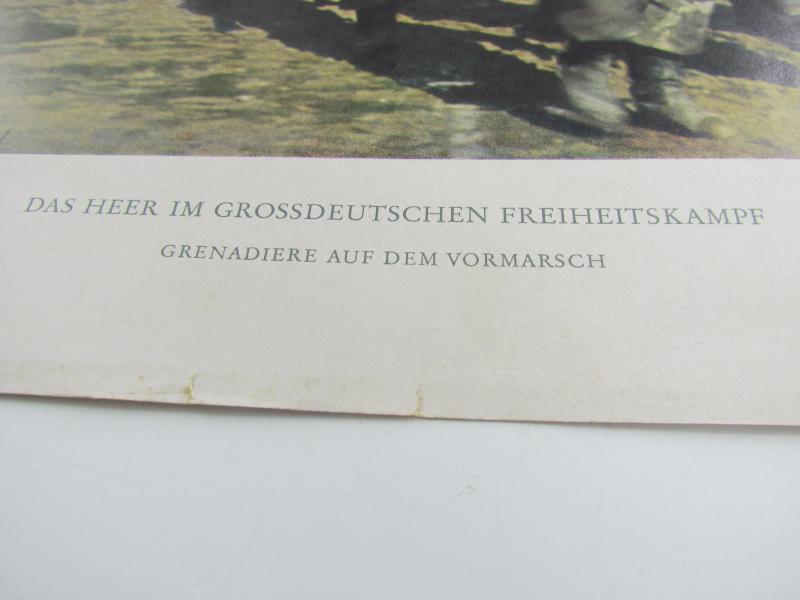 DAS HEER IM GROSSDEUTSCHEN FREIHEITSKAMPF
GRENADIERE AUF DEM VORMARSCH